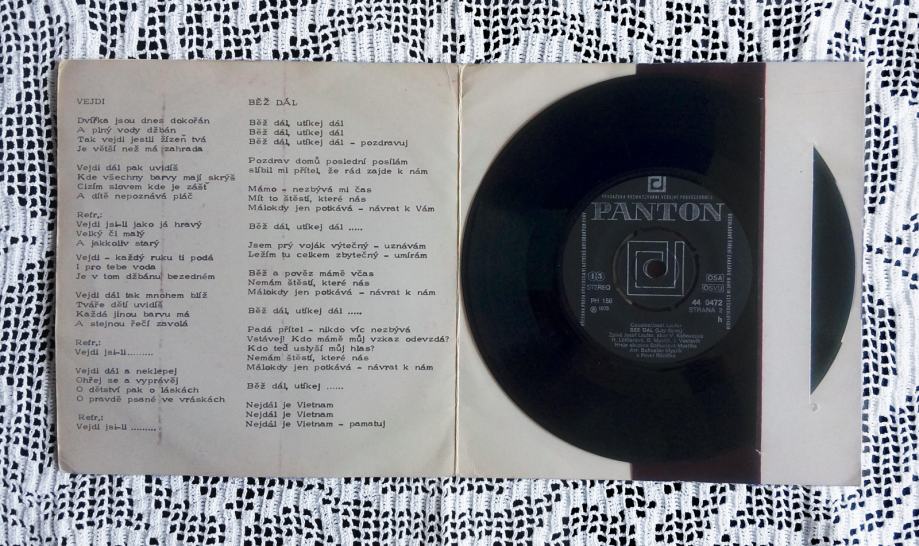 VEJDI
Dvířka jsou dnes dokořán
A plný vody džbán
Tak vejdi jestli žízeň tvá
Je větší než má zahrada
Vejdi dál pak uvidíš
Kde všechny barvy mají skrýš
Cizím slovem kde je zášť
A dítě nepoznává pláč
Refr.:
Vejdi jsi-li jako já hravý
Velký či malý
A jakkoliv starý
Vejdi - každý ruku ti podá
I pro tebe voda
Je v tom džbánu bezedném
Vejdi dál tak mnohem blíž
Tváře dětí uvidíš
Každá jinou barvu má
A stejnou řečí zavolá
Refr.:
Vejdi jsi-li.........
Vejdi dál a neklepej
Ohřej se a vyprávěj
O dětství pak o láskách
O pravdě psané ve vráskách
Refr.:
Vejdi jsi-li .........
BĚŽ DÁL
Běž dál, utíkej dál
Běž dál, utíkej dál
Běž dál, utíkej dál - pozdravuj
Pozdrav domů poslední posílám
slíbil mi přítel, že rád zajde k nám
Mámo - nezbývá mi čas
Mít to štěstí, které nás
Málokdy jen potkává - návrat k Vám
Běž dál, utíkej dál .....
Jsem prý voják výtečný - uznávám
Ležím tu celkem zbytečný - umírám
Běž a pověz mámě včas
Nemám štěstí, které nás
Málokdy jen potkává - návrat k nám
Běž dál, utíkej dál .....
Padá přítel - nikdo víc nezbývá
Vstávej! Kdo mámě můj vzkaz odevzdá?
Kdo teď uslyší můj hlas?
Nemám štěstí, které nás
Málokdy jen potkává - návrat k nám
Běž dál, utíkej ......
Nejdál je Vietnam
Nejdál je Vietnam
Nejdál je Vietnam - pamatuj
PANTON
13
STEREO
PH 156
OSA
44 0472
STRANA 2
h
Josef Laufer
BĚŽ DÁL